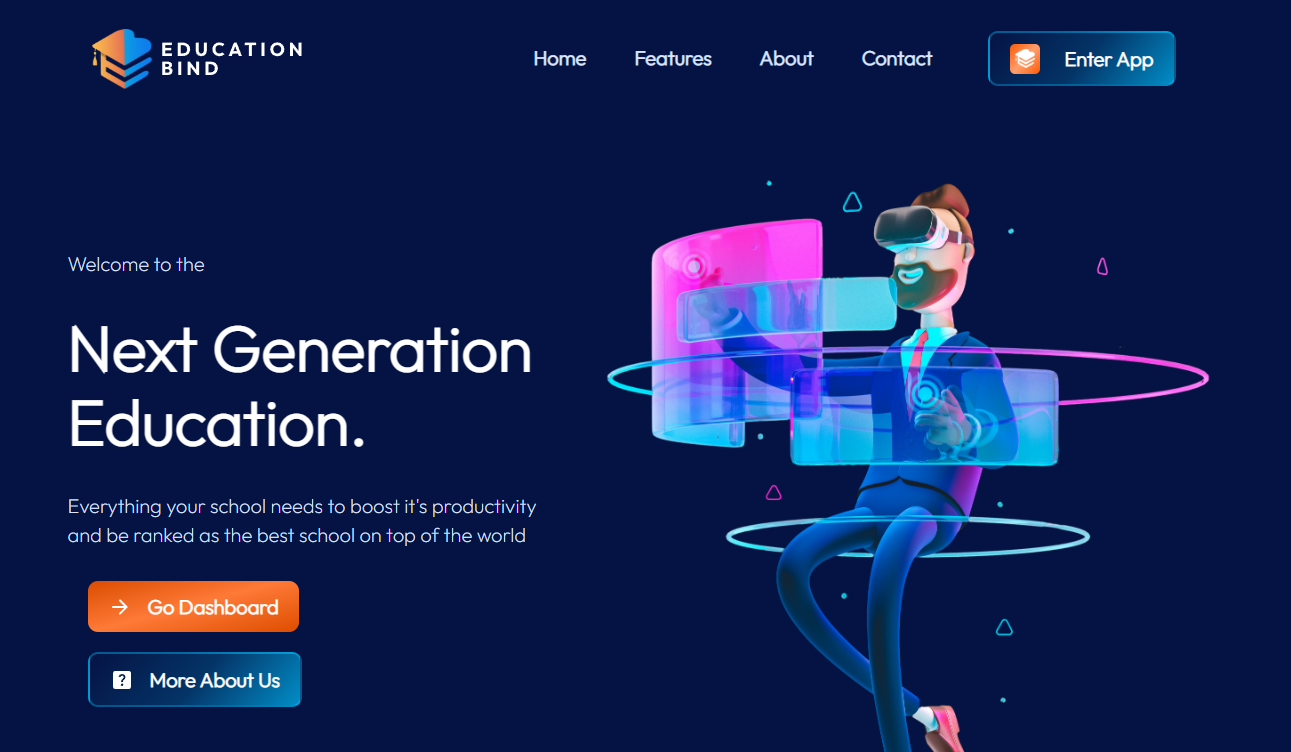 EDUCATION
BIND
Home Features About Contact Enter App
Welcome to the
Next Generation
Education.
Everything your school needs to boost it's productivity
and be ranked as the best school on top of the world
Go Dashboard
? More About Us